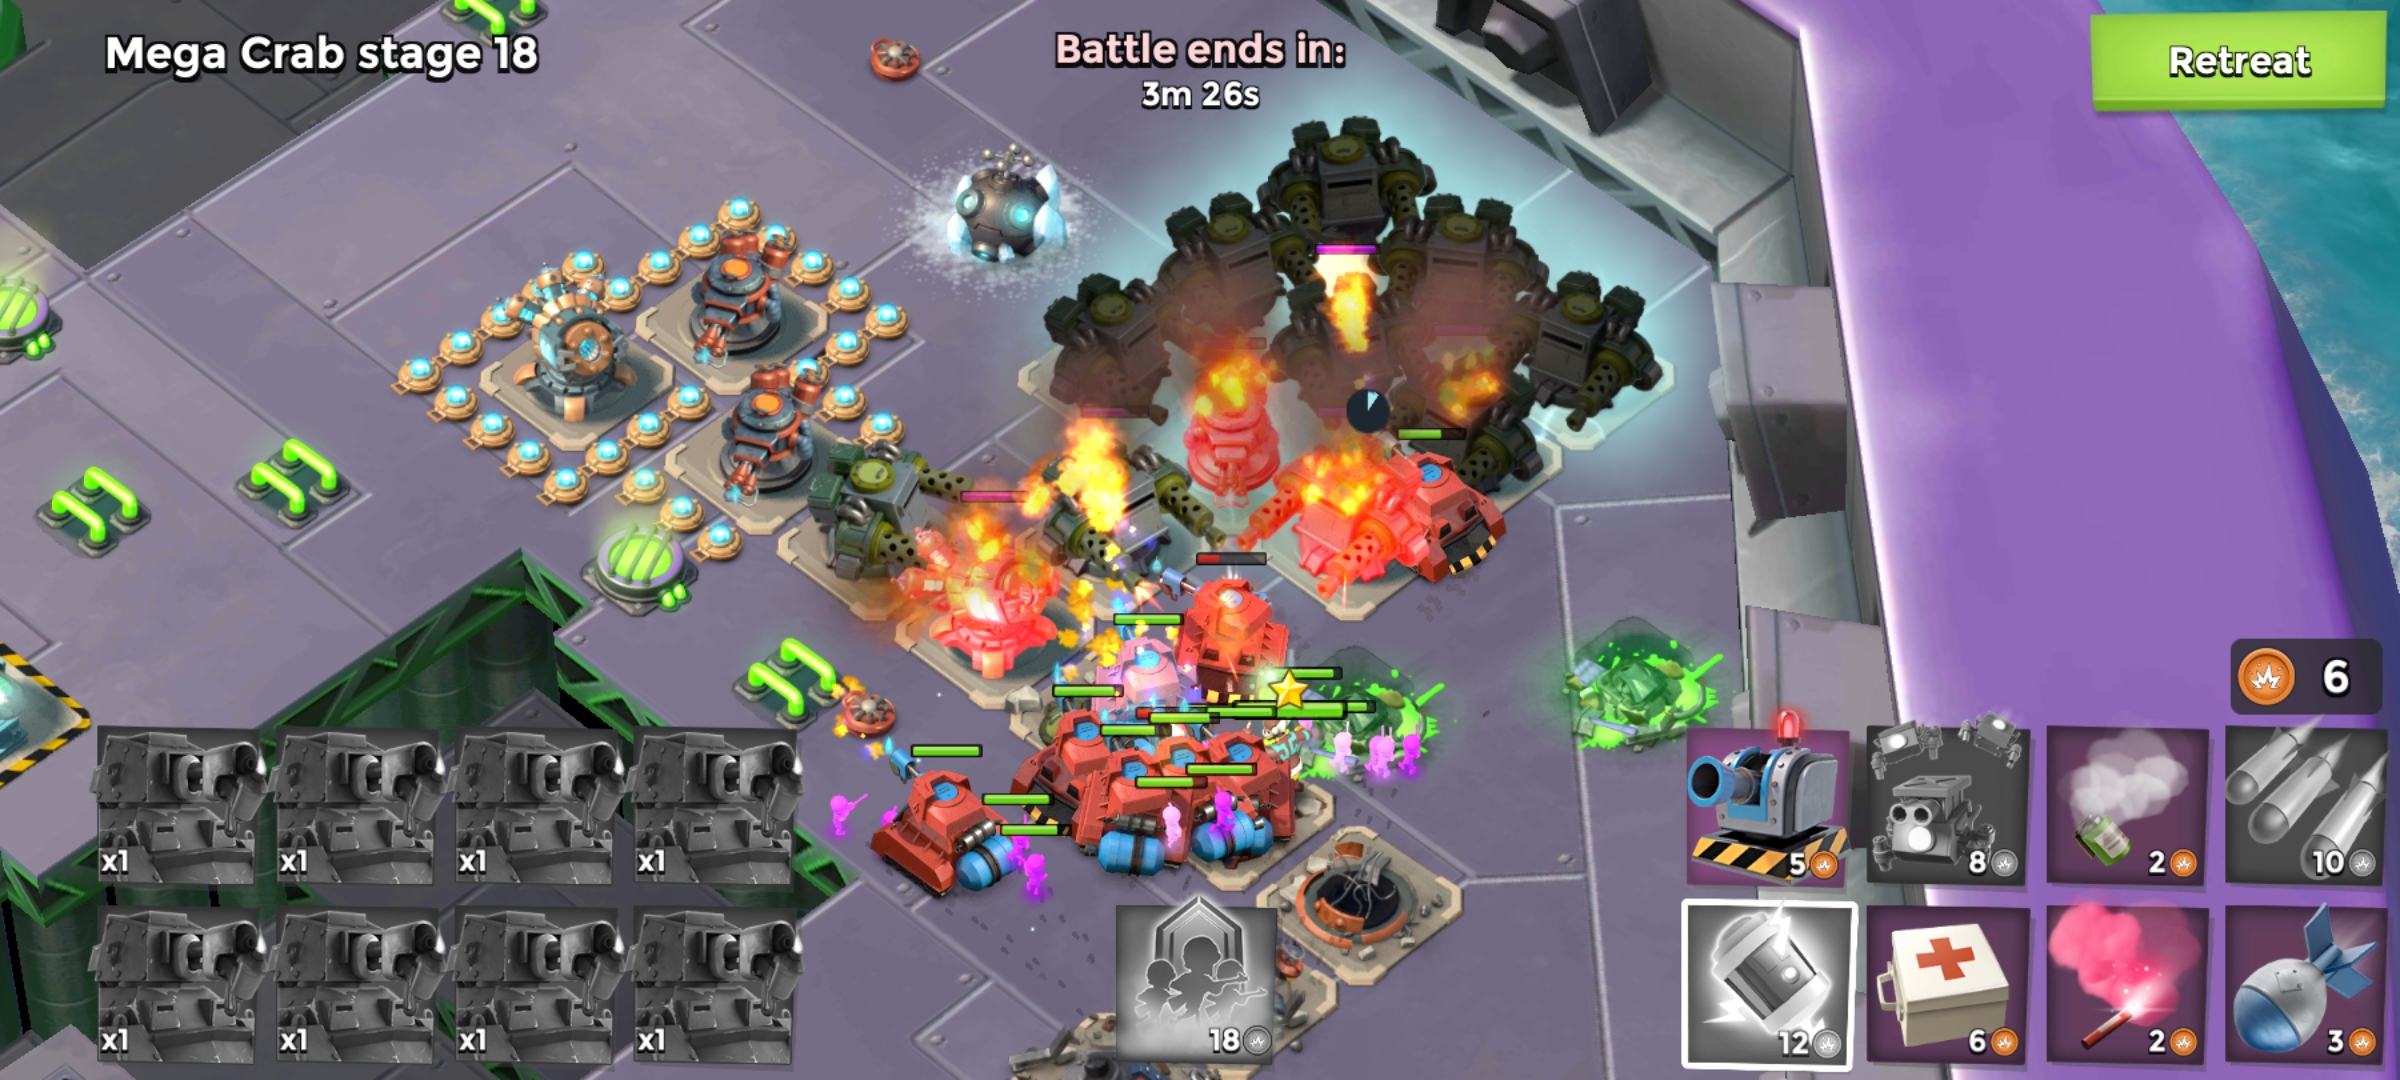 Mega Crab stage 18
Battle ends in:
3m 26s
Retreat
6
x1 x1 x1 x1
5 8 2 10
x1 x1 x1 x1
18
12 6 2 3